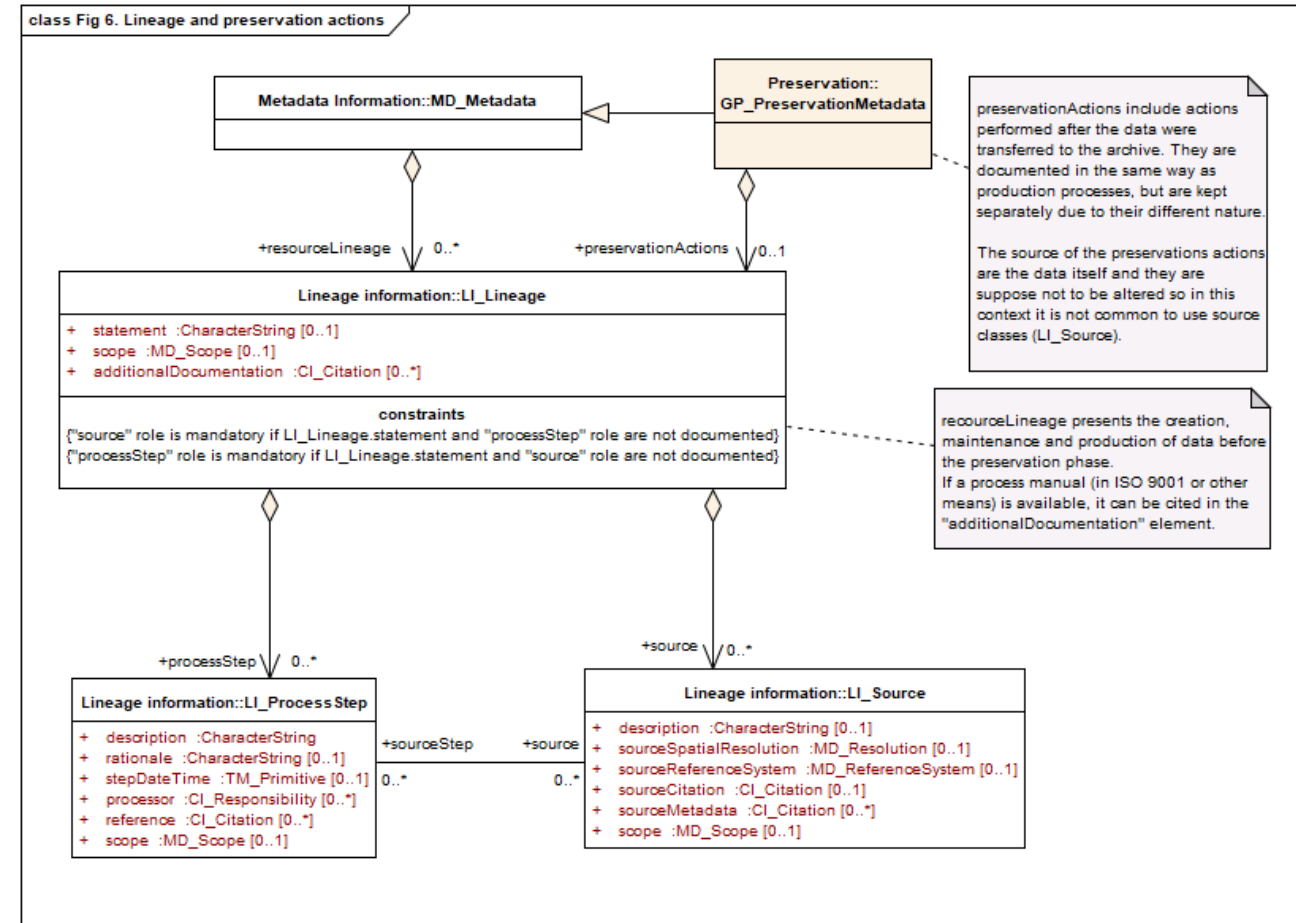 class Fig 6. Lineage and preservation actions
Metadata Information::MD_Metadata
Preservation::
GP_PreservationMetadata
preservationActions include actions
performed after the data were
transferred to the archive. They are
documented in the same way as
production processes, but are kept
separately due to their different nature.
The source of the preservations actions
are the data itself and they are
suppose not to be altered so in this
context it is not common to use source
classes (LI_Source).
+resourceLineage
0..*
+preservationActions
0..1
Lineage information::LI_Lineage
+ statement :CharacterString [0..1]
+ scope :MD_Scope [0..1]
+ additionalDocumentation :CI_Citation [0..*]
constraints
{"source" role is mandatory if LI_Lineage.statement and "processStep" role are not documented}
{"processStep" role is mandatory if LI_Lineage.statement and "source" role are not documented}
recourceLineage presents the creation,
maintenance and production of data before
the preservation phase.
If a process manual (in ISO 9001 or other
means) is available, it can be cited in the
"additionalDocumentation" element.
+processStep
0..*
+source
0..*
Lineage information::LI_ProcessStep
+ description :CharacterString
+ rationale :CharacterString [0..1]
+ stepDateTime :TM_Primitive [0..1]
+ processor :CI_Responsibility [0..*]
+ reference :CI_Citation [0..*]
+ scope :MD_Scope [0..1]
+sourceStep
+source
0..*
0..*
Lineage information::LI_Source
+ description :CharacterString [0..1]
+ sourceSpatialResolution :MD_Resolution [0..1]
+ sourceReferenceSystem :MD_ReferenceSystem [0..1]
+ sourceCitation :CI_Citation [0..1]
+ sourceMetadata :CI_Citation [0..*]
+ scope :MD_Scope [0..1]